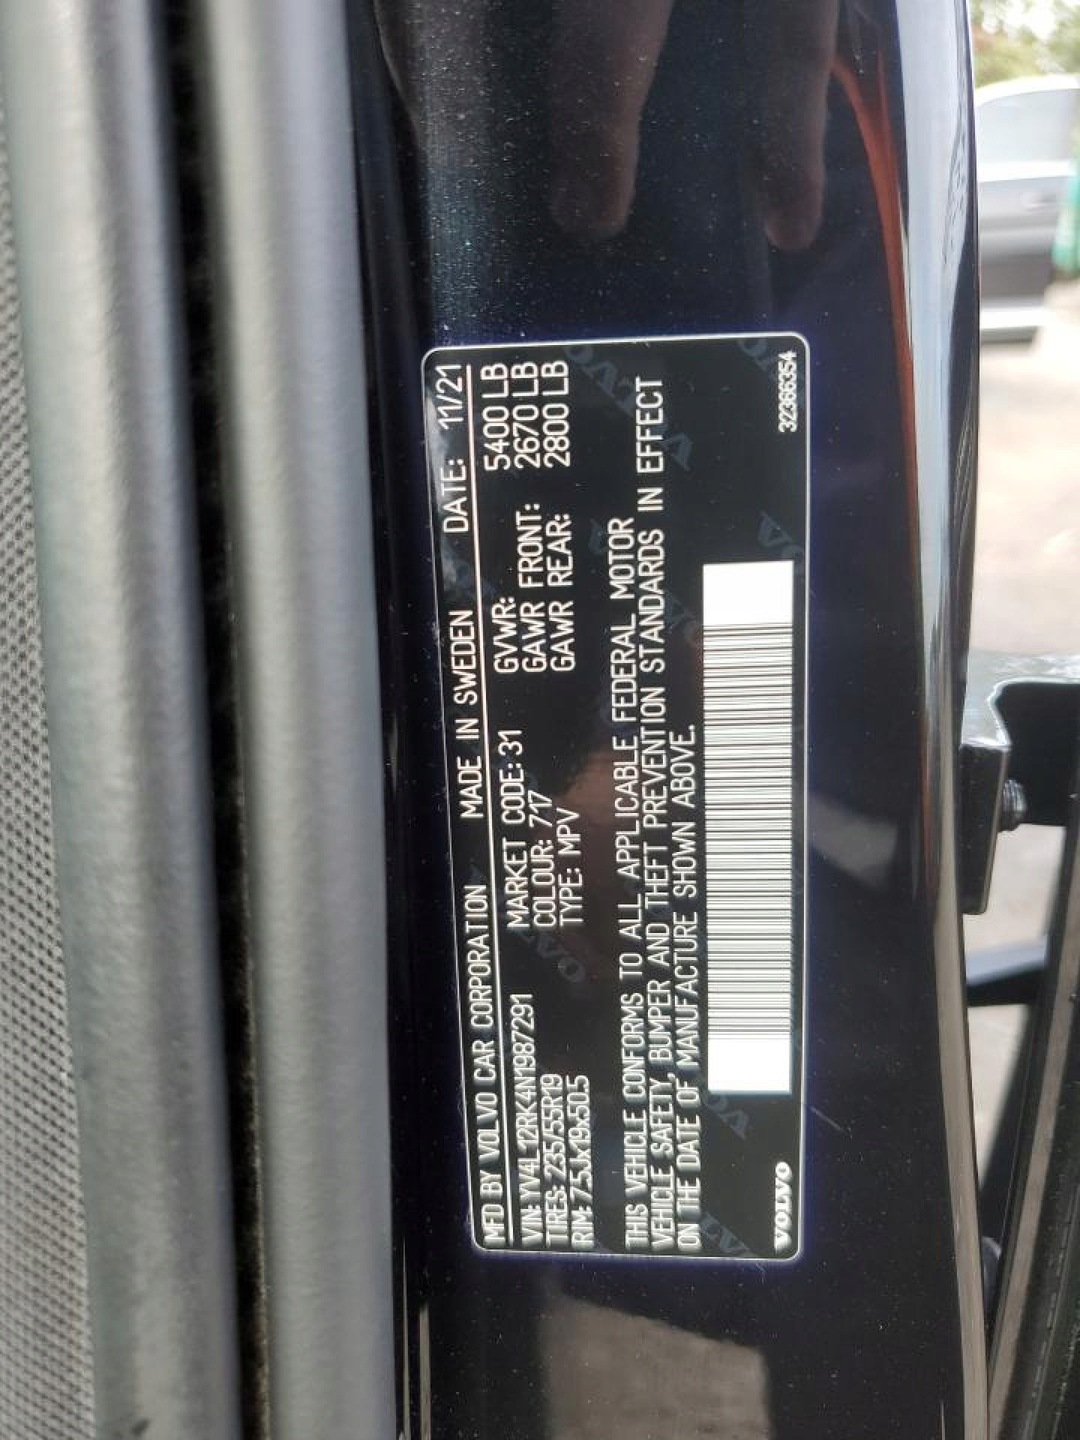 MFD BY VOLVO CAR CORPORATION MADE IN SWEDEN DATE: 11/21
VIN: YV4L12RK4N1987291 MARKET CODE: 31 GVWR: 5400 LB
TIRES: 235/55R19 COLOUR: 717 GAWR FRONT: 2670 LB
RIM: 7.5Jx19x50.5 TYPE: MPV GAWR REAR: 2800 LB
THIS VEHICLE CONFORMS TO ALL APPLICABLE FEDERAL MOTOR
VEHICLE SAFETY, BUMPER AND THEFT PREVENTION STANDARDS IN EFFECT
ON THE DATE OF MANUFACTURE SHOWN ABOVE.
VOLVO 32366354